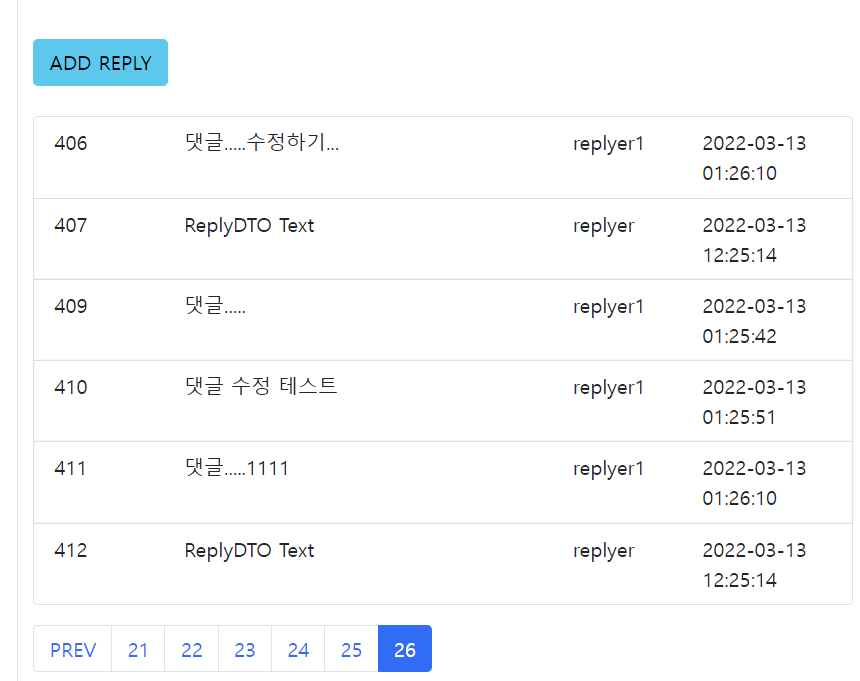 ADD REPLY
406 댓글.....수정하기... replyer1 2022-03-13
01:26:10
407 ReplyDTO Text replyer 2022-03-13
12:25:14
409 댓글..... replyer1 2022-03-13
01:25:42
410 댓글 수정 테스트 replyer1 2022-03-13
01:25:51
411 댓글.....1111 replyer1 2022-03-13
01:26:10
412 ReplyDTO Text replyer 2022-03-13
12:25:14
PREV 21 22 23 24 25 26